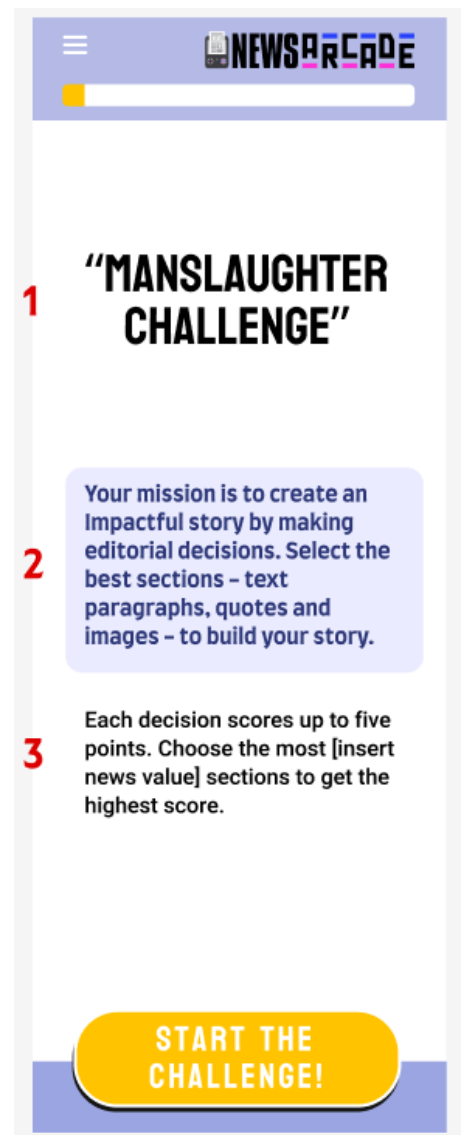 NEWSARCADE
1
“MANSLAUGHTER
CHALLENGE”
2
Your mission is to create an
Impactful story by making
editorial decisions. Select the
best sections – text
paragraphs, quotes and
images – to build your story.
3
Each decision scores up to five
points. Choose the most [insert
news value] sections to get the
highest score.
START THE
CHALLENGE!